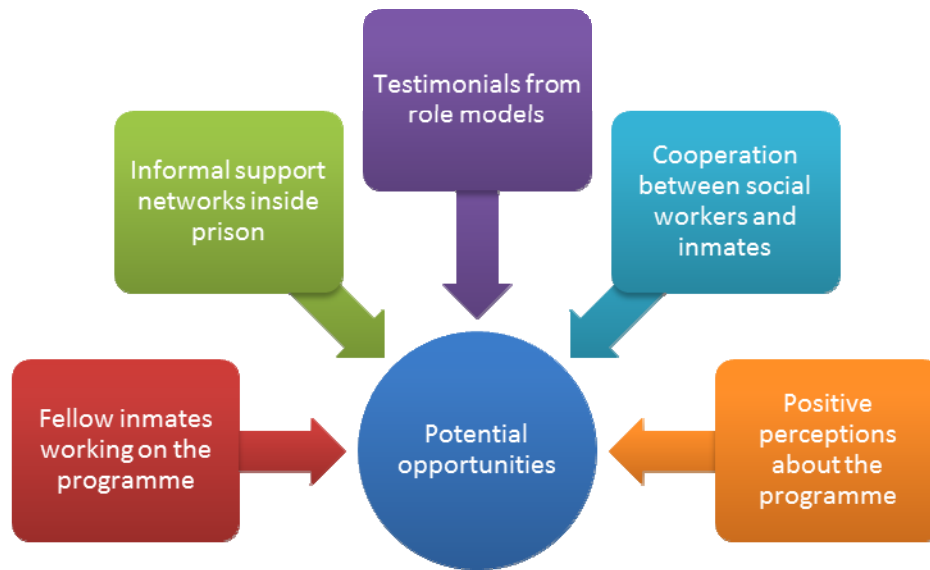 Testimonials from
role models
Informal support
networks inside
prison
Cooperation
between social
workers and
inmates
Fellow inmates
working on the
programme
Potential
opportunities
Positive
perceptions
about the
programme